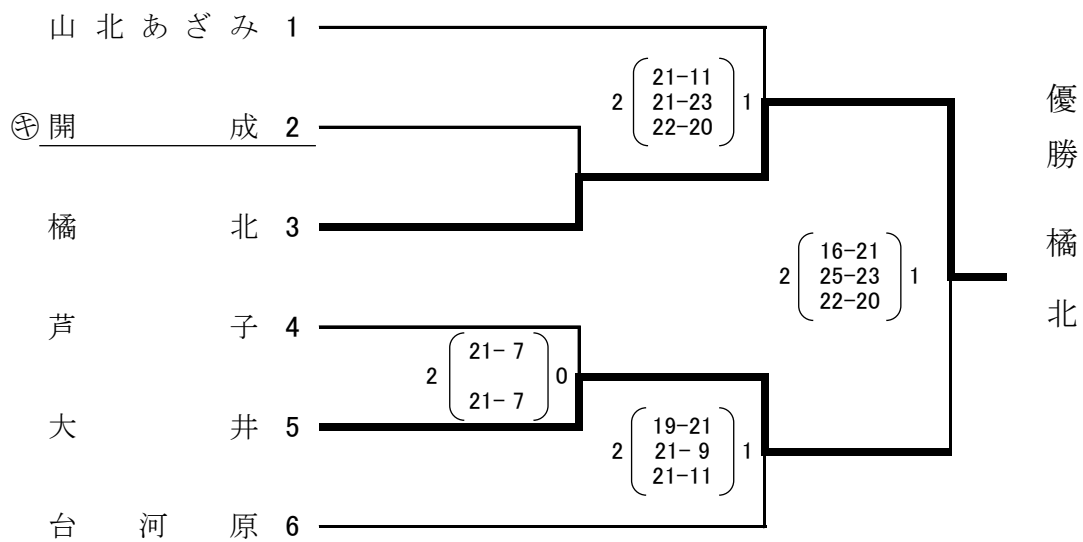 山北あざみ 1
㋖開成 2
橘北 3
芦子 4
大井 5
台河原 6
2 21-11 1
21-23
22-20
2 21- 7 0
21- 7
2 19-21 1
21- 9
21-11
2 16-21 1
25-23
22-20
優勝 橘北